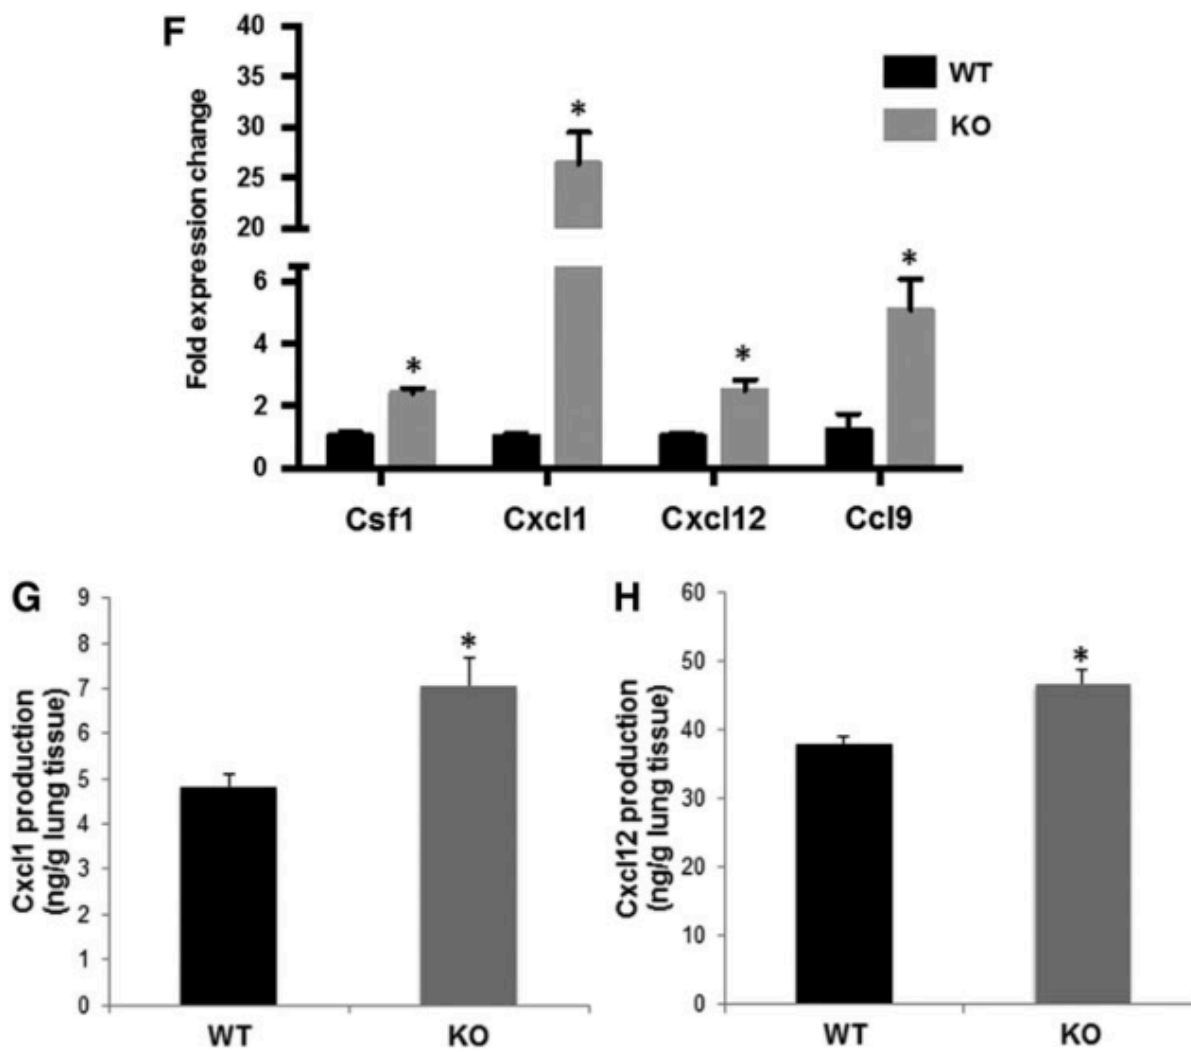 F
Fold expression change
40
35
30
25
20
6
4
2
0
WT
KO
*
*
*
*
Csf1 Cxcl1 Cxcl12 Ccl9
G
Cxcl1 production
(ng/g lung tissue)
9
8
7
6
5
4
3
2
1
0
*
WT KO
H
Cxcl12 production
(ng/g lung tissue)
60
50
40
30
20
10
0
*
WT KO